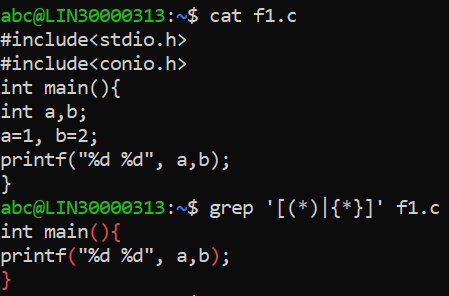 abc@LIN30000313:~$ cat f1.c
#include<stdio.h>
#include<conio.h>
int main(){
int a,b;
a=1, b=2;
printf("%d %d", a,b);
}
abc@LIN30000313:~$ grep '[(*)|{*}]' f1.c
int main(){
printf("%d %d", a,b);
}